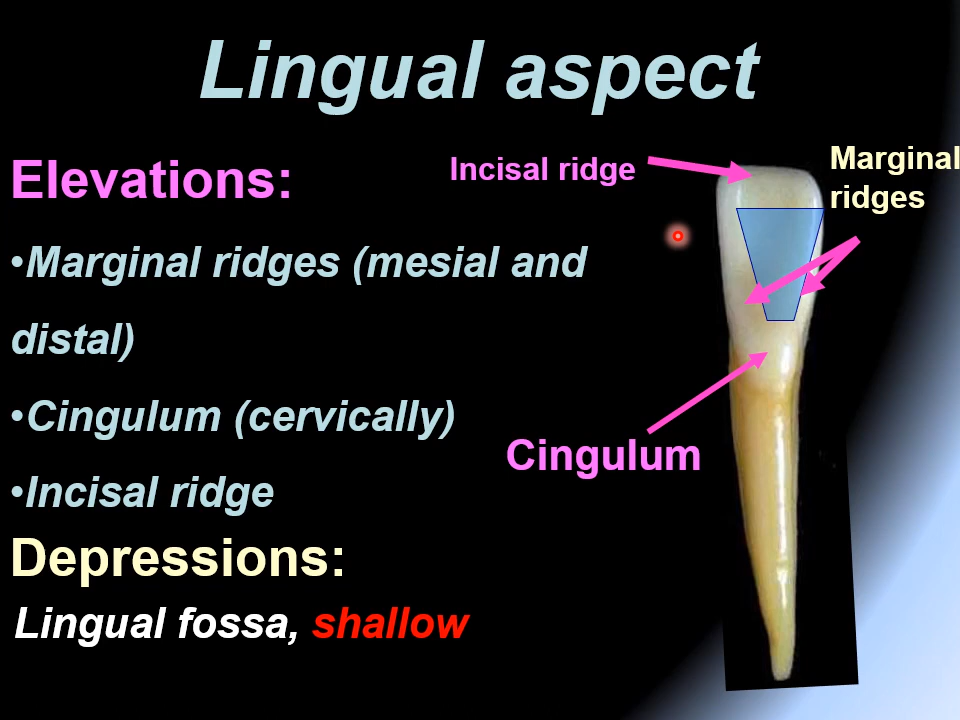 Lingual aspect
Elevations:
•Marginal ridges (mesial and
distal)
•Cingulum (cervically)
•Incisal ridge
Depressions:
Lingual fossa, shallow
Incisal ridge
Marginal
ridges
Cingulum